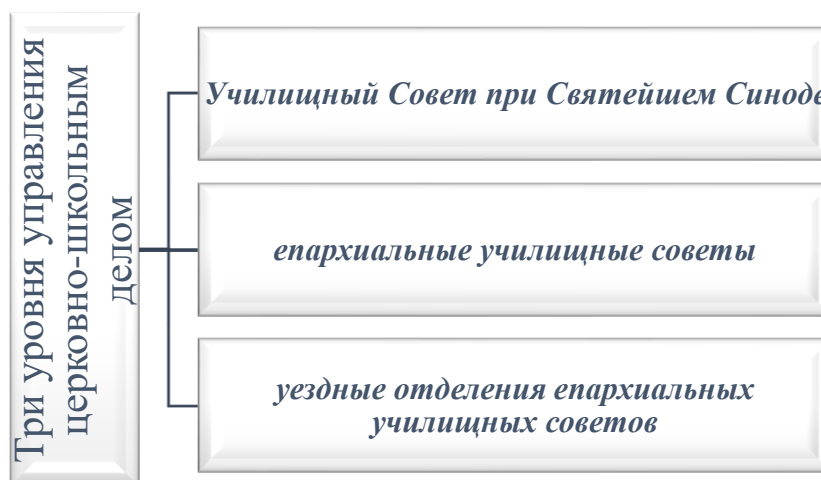 Три уровня управления
церковно-школьным
делом
Училищный Совет при Святейшем Синоде
епархиальные училищные советы
уездные отделения епархиальных
училищных советов